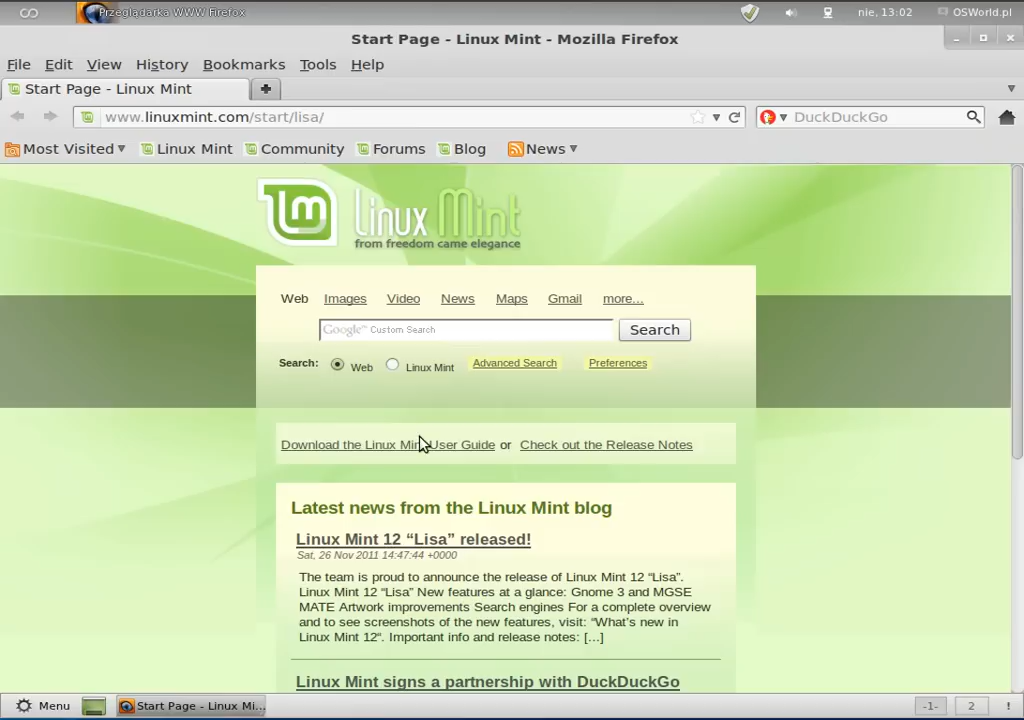 Przeglądarka WWW Firefox
nie, 13:02
OSWorld.pl
Start Page - Linux Mint - Mozilla Firefox
File Edit View History Bookmarks Tools Help
Start Page - Linux Mint
www.linuxmint.com/start/lisa/
DuckDuckGo
Most Visited Linux Mint Community Forums Blog News
lm Linux Mint
from freedom came elegance
Web Images Video News Maps Gmail more...
Google™ Custom Search
Search
Search: Web Linux Mint Advanced Search Preferences
Download the Linux Mint User Guide or Check out the Release Notes
Latest news from the Linux Mint blog
Linux Mint 12 “Lisa” released!
Sat, 26 Nov 2011 14:47:44 +0000
The team is proud to announce the release of Linux Mint 12 “Lisa”.
Linux Mint 12 “Lisa” New features at a glance: Gnome 3 and MGSE
MATE Artwork improvements Search engines For a complete overview
and to see screenshots of the new features, visit: “What’s new in
Linux Mint 12“. Important info and release notes: […]
Linux Mint signs a partnership with DuckDuckGo
Menu
Start Page - Linux Mi...
-1-
2
!